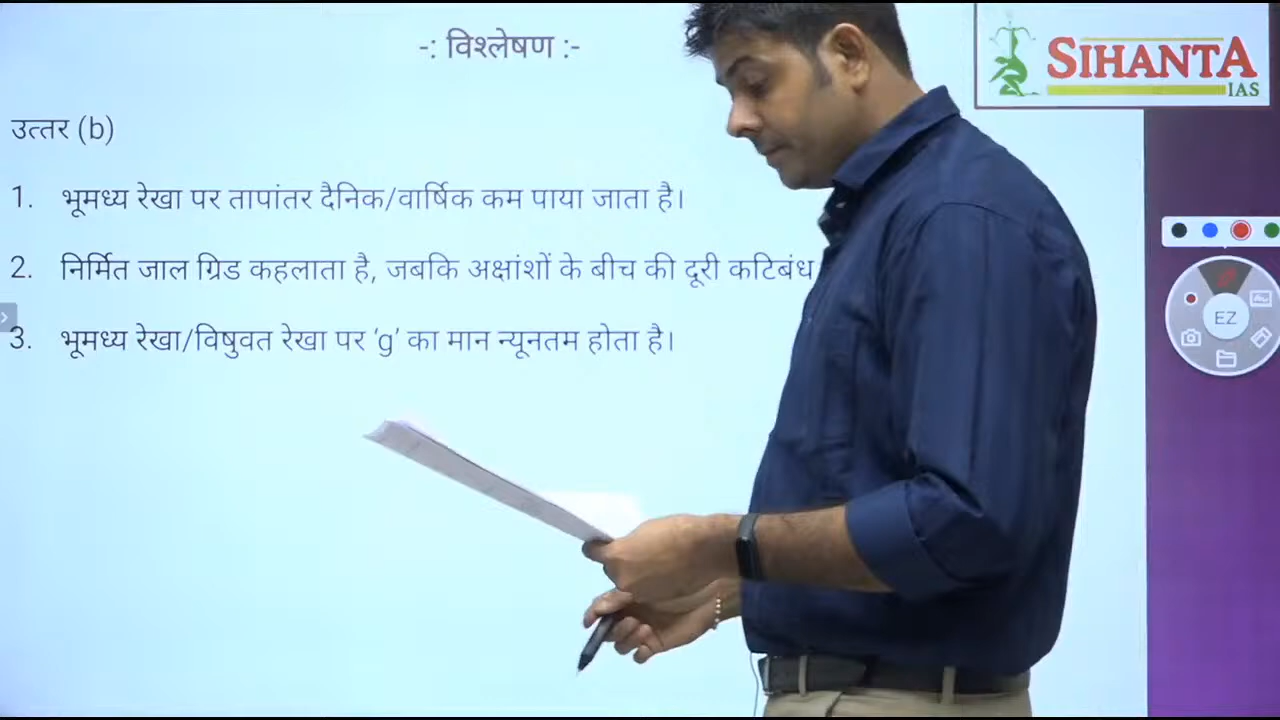 -: विश्लेषण :-
SIHANTA
IAS
उत्तर (b)
1. भूमध्य रेखा पर तापांतर दैनिक/वार्षिक कम पाया जाता है।
2. निर्मित जाल ग्रिड कहलाता है, जबकि अक्षांशों के बीच की दूरी कटिबंध
3. भूमध्य रेखा/विषुवत रेखा पर ‘g’ का मान न्यूनतम होता है।
EZ